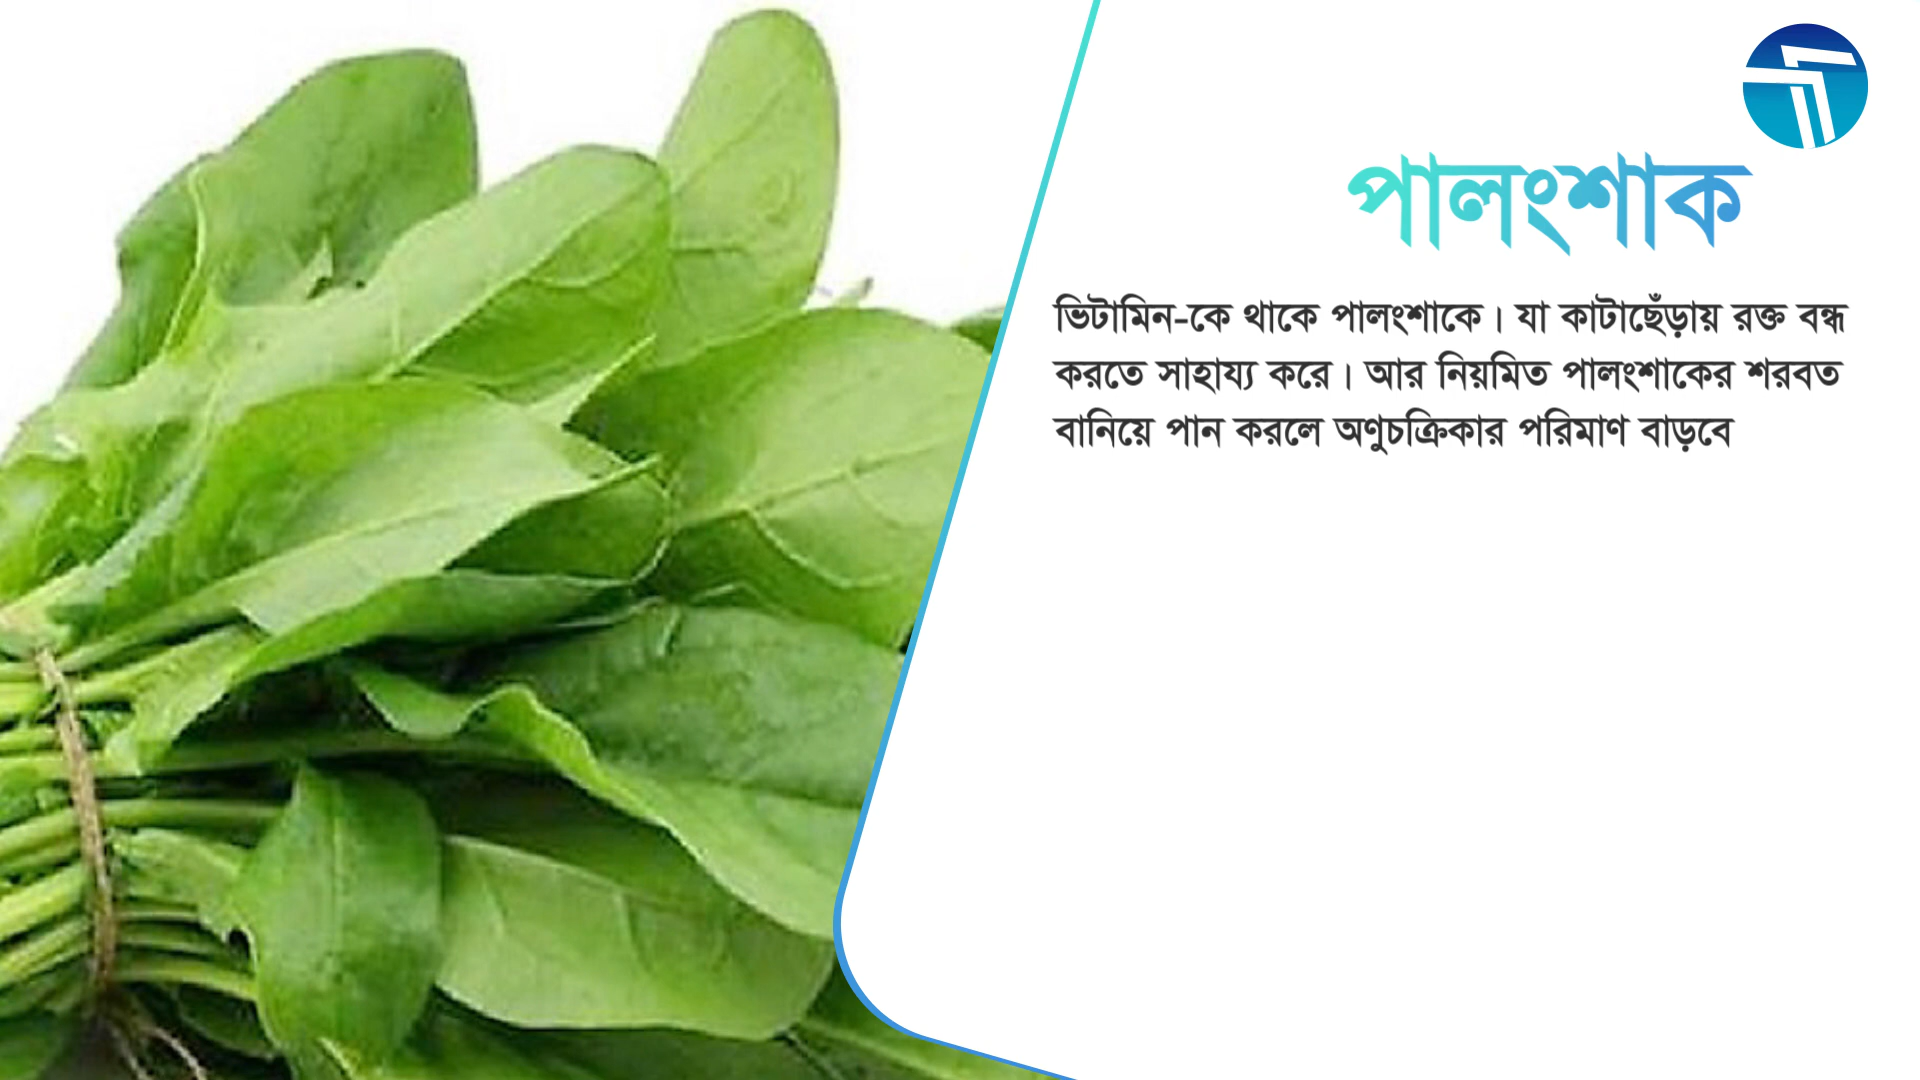 পালংশাক
ভিটামিন-কে থাকে পালংশাকে। যা কাটাছেঁড়ায় রক্ত বন্ধ
করতে সাহায্য করে। আর নিয়মিত পালংশাকের শরবত
বানিয়ে পান করলে অণুচক্রিকার পরিমাণ বাড়বে